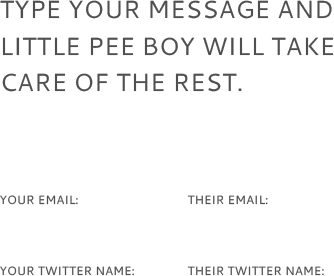 TYPE YOUR MESSAGE AND
LITTLE PEE BOY WILL TAKE
CARE OF THE REST.
YOUR EMAIL: THEIR EMAIL:
YOUR TWITTER NAME: THEIR TWITTER NAME: